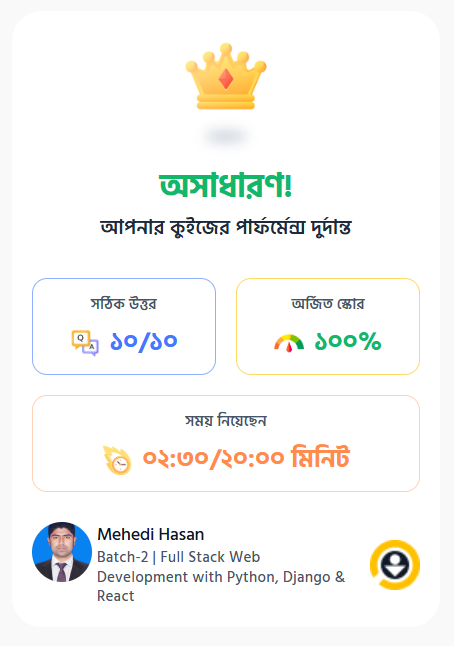 অসাধারণ!
আপনার কুইজের পার্ফর্মেন্স দুর্দান্ত
সঠিক উত্তর
Q
A
১০/১০
অর্জিত স্কোর
১০০%
সময় নিয়েছেন
০২:৩০/২০:০০ মিনিট
Mehedi Hasan
Batch-2 | Full Stack Web
Development with Python, Django &
React